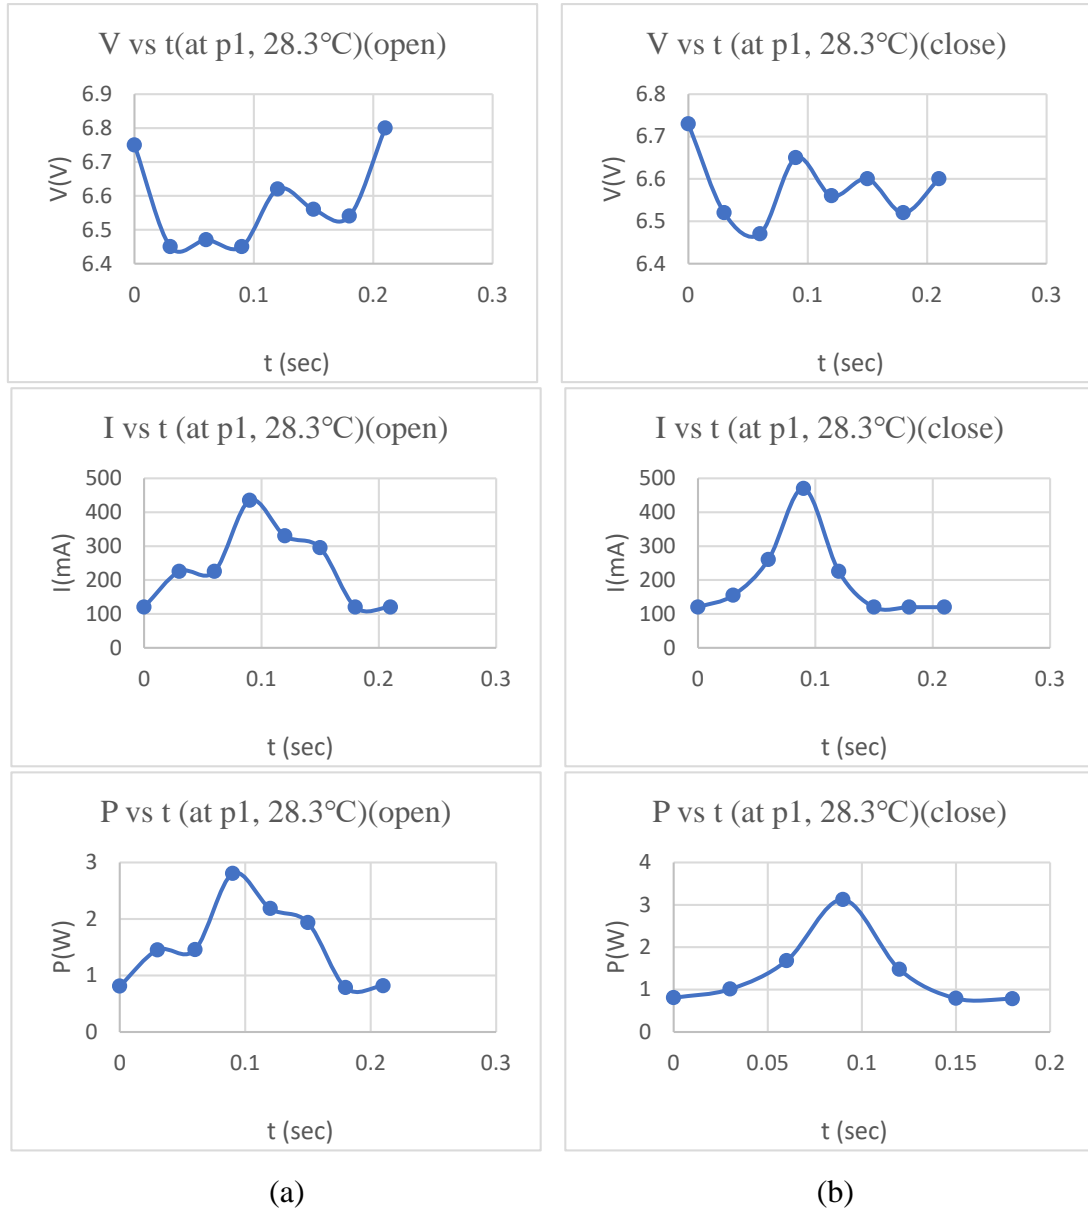 V vs t(at p1, 28.3℃)(open)
6.9
6.8
6.7
6.6
6.5
6.4
V(V)
0 0.1 0.2 0.3
t (sec)
V vs t (at p1, 28.3℃)(close)
6.8
6.7
6.6
6.5
6.4
V(V)
0 0.1 0.2 0.3
t (sec)
I vs t (at p1, 28.3℃)(open)
500
400
300
200
100
0
I(mA)
0 0.1 0.2 0.3
t (sec)
I vs t (at p1, 28.3℃)(close)
500
400
300
200
100
0
I(mA)
0 0.1 0.2 0.3
t (sec)
P vs t (at p1, 28.3℃)(open)
3
2
1
0
P(W)
0 0.1 0.2 0.3
t (sec)
P vs t (at p1, 28.3℃)(close)
4
3
2
1
0
P(W)
0 0.05 0.1 0.15 0.2
t (sec)
(a)
(b)